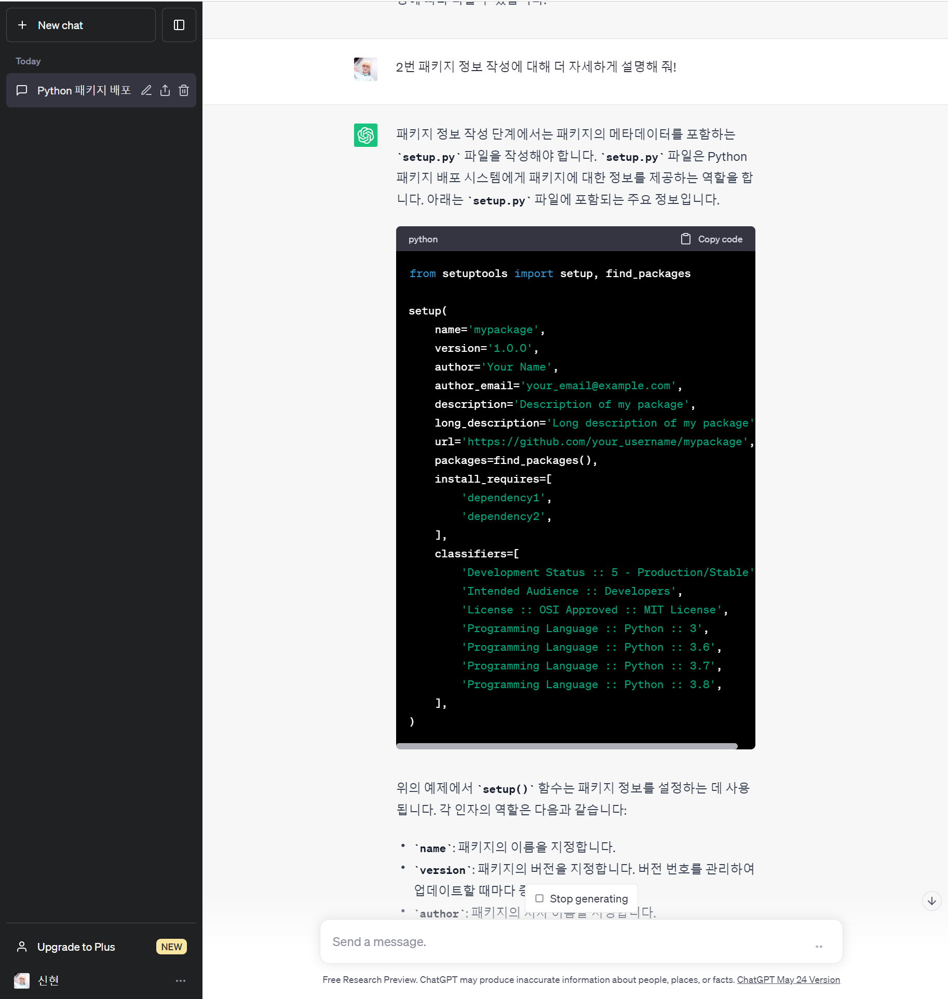 New chat
Today
Python 패키지 배포
2번 패키지 정보 작성에 대해 더 자세하게 설명해 줘!
패키지 정보 작성 단계에서는 패키지의 메타데이터를 포함하는
`setup.py` 파일을 작성해야 합니다. `setup.py` 파일은 Python
패키지 배포 시스템에게 패키지에 대한 정보를 제공하는 역할을 합
니다. 아래는 `setup.py` 파일에 포함되는 주요 정보입니다.
python
Copy code
from setuptools import setup, find_packages
setup(
    name='mypackage',
    version='1.0.0',
    author='Your Name',
    author_email='your_email@example.com',
    description='Description of my package',
    long_description='Long description of my package'
    url='https://github.com/your_username/mypackage',
    packages=find_packages(),
    install_requires=[
        'dependency1',
        'dependency2',
    ],
    classifiers=[
        'Development Status :: 5 - Production/Stable'
        'Intended Audience :: Developers',
        'License :: OSI Approved :: MIT License',
        'Programming Language :: Python :: 3',
        'Programming Language :: Python :: 3.6',
        'Programming Language :: Python :: 3.7',
        'Programming Language :: Python :: 3.8',
    ],
)
위의 예제에서 `setup()` 함수는 패키지 정보를 설정하는 데 사용
됩니다. 각 인자의 역할은 다음과 같습니다:
• `name`: 패키지의 이름을 지정합니다.
• `version`: 패키지의 버전을 지정합니다. 버전 번호를 관리하여
업데이트할 때마다
Stop generating
• `author`: 패키지의
Send a message.
Free Research Preview. ChatGPT may produce inaccurate information about people, places, or facts. ChatGPT May 24 Version
Upgrade to Plus
NEW
신현